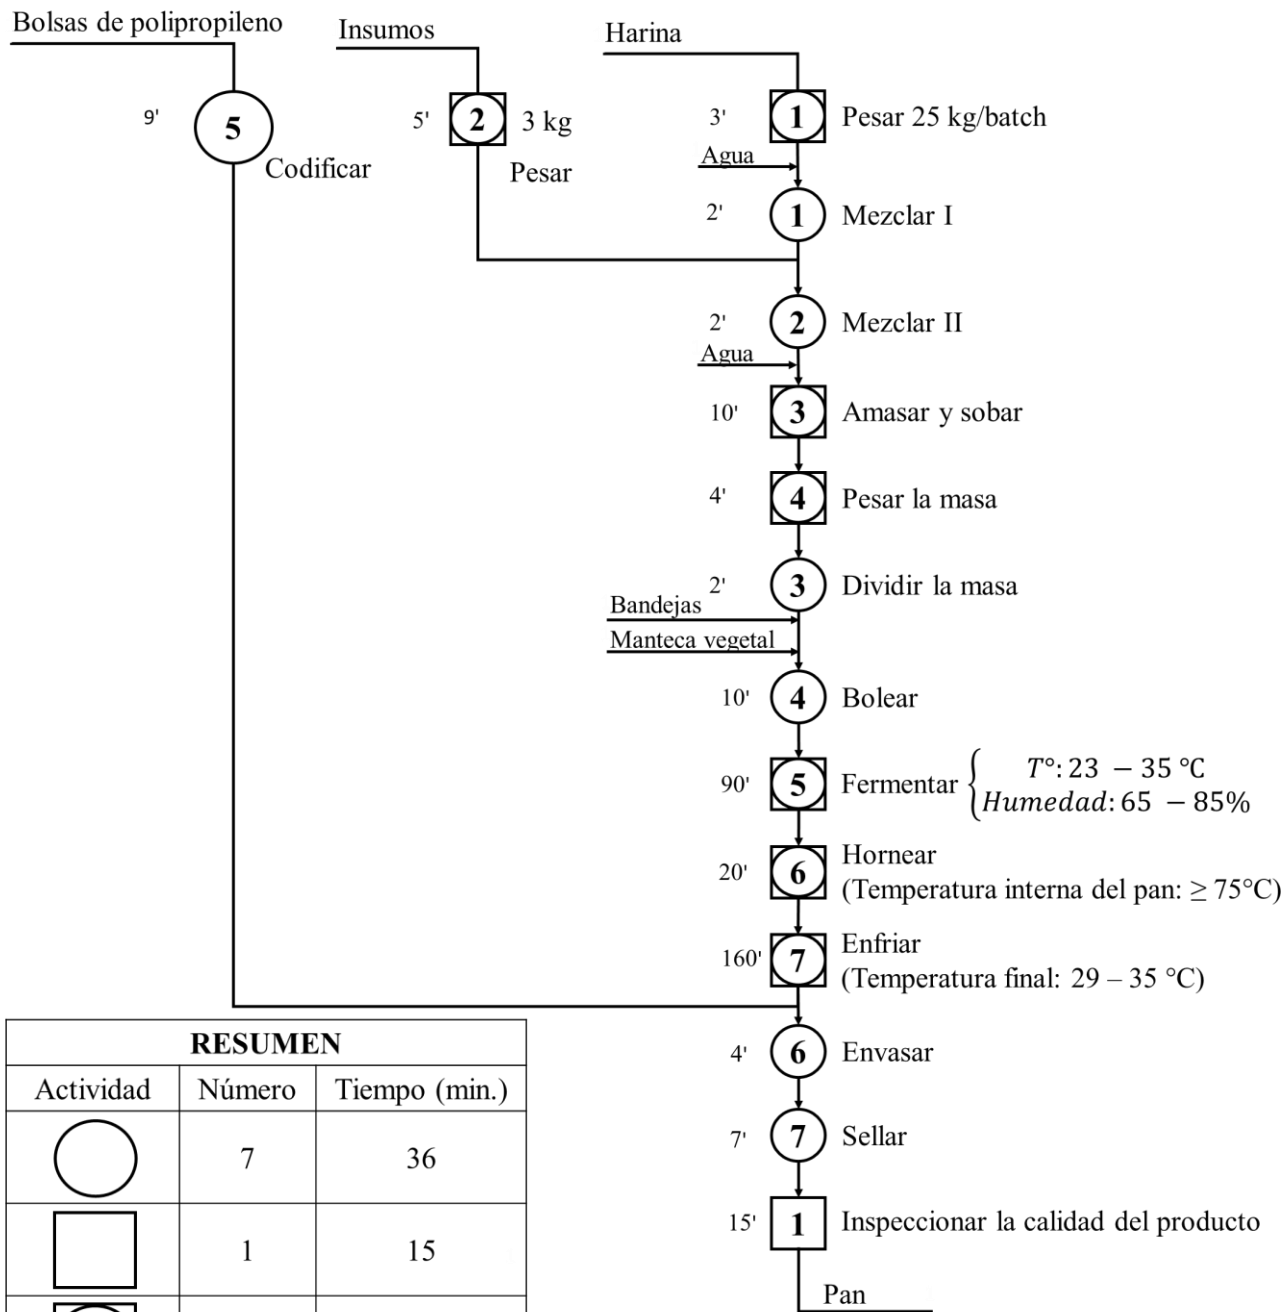 Bolsas de polipropileno
9'
5
Codificar
Insumos
5'
2
3 kg
Pesar
Harina
3'
1
Pesar 25 kg/batch
Agua
2'
1
Mezclar I
2'
2
Mezclar II
Agua
10'
3
Amasar y sobar
4'
4
Pesar la masa
2'
3
Dividir la masa
Bandejas
Manteca vegetal
10'
4
Bolear
90'
5
Fermentar
T°: 23 – 35 °C
Humedad: 65 – 85%
20'
6
Hornear
(Temperatura interna del pan: ≥ 75°C)
160'
7
Enfriar
(Temperatura final: 29 – 35 °C)
4'
6
Envasar
7'
7
Sellar
15'
1
Inspeccionar la calidad del producto
Pan
RESUMEN
Actividad Número Tiempo (min.)
7 36
1 15